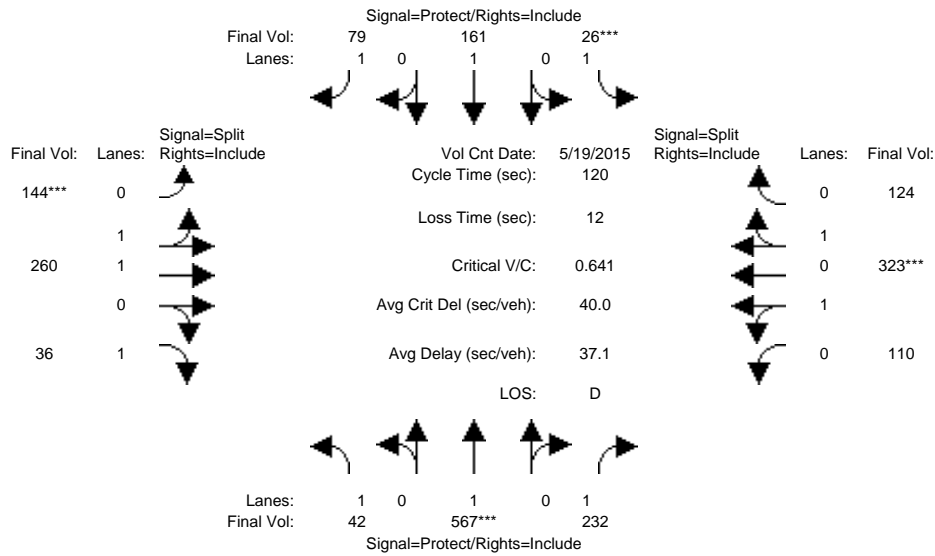 Signal=Protect/Rights=Include
Final Vol: 79 161 26***
Lanes: 1 0 1 0 1
Signal=Split
Final Vol: Lanes: Rights=Include
Vol Cnt Date: 5/19/2015
Signal=Split
Rights=Include Lanes: Final Vol:
Cycle Time (sec): 120
144*** 0
0 124
Loss Time (sec): 12
1
1
260 1
Critical V/C: 0.641
0 323***
0
Avg Crit Del (sec/veh): 40.0
1
36 1
Avg Delay (sec/veh): 37.1
0 110
LOS: D
Lanes: 1 0 1 0 1
Final Vol: 42 567*** 232
Signal=Protect/Rights=Include